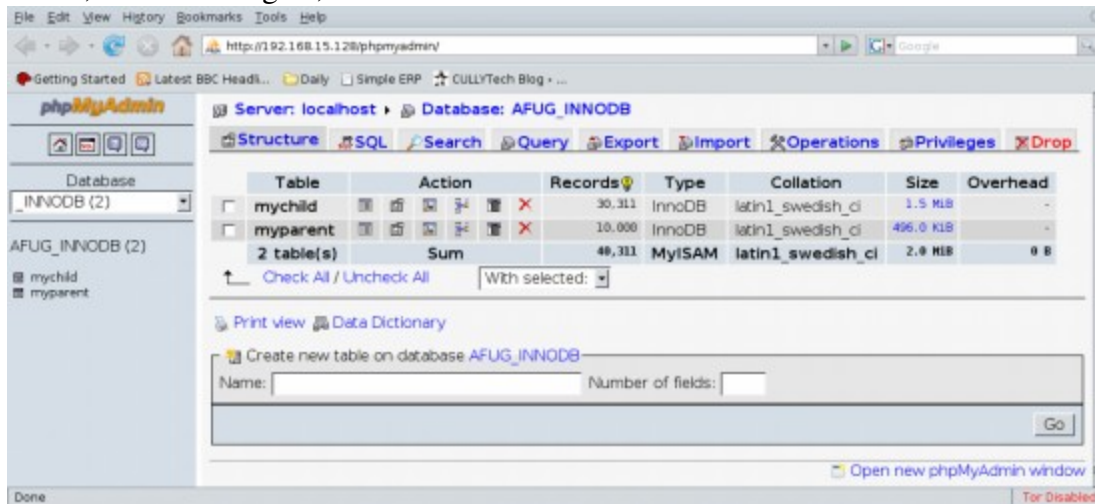 File Edit View History Bookmarks Tools Help
http://192.168.15.128/phpmyadmin/ Google
Getting Started Latest BBC Headli... Daily Simple ERP CULLYTech Blog • ...
phpMyAdmin
Database
_INNODB (2)
AFUG_INNODB (2)
mychild
myparent
Server: localhost Database: AFUG_INNODB
Structure SQL Search Query Export Import Operations Privileges Drop
Table Action Records Type Collation Size Overhead
mychild 30,311 InnoDB latin1_swedish_ci 1.5 MiB -
myparent 10,000 InnoDB latin1_swedish_ci 496.0 KiB -
2 table(s) Sum 40,311 MyISAM latin1_swedish_ci 2.0 MiB 0 B
Check All / Uncheck All With selected:
Print view Data Dictionary
Create new table on database AFUG_INNODB
Name: Number of fields:
Go
Open new phpMyAdmin window
Done Tor Disabled